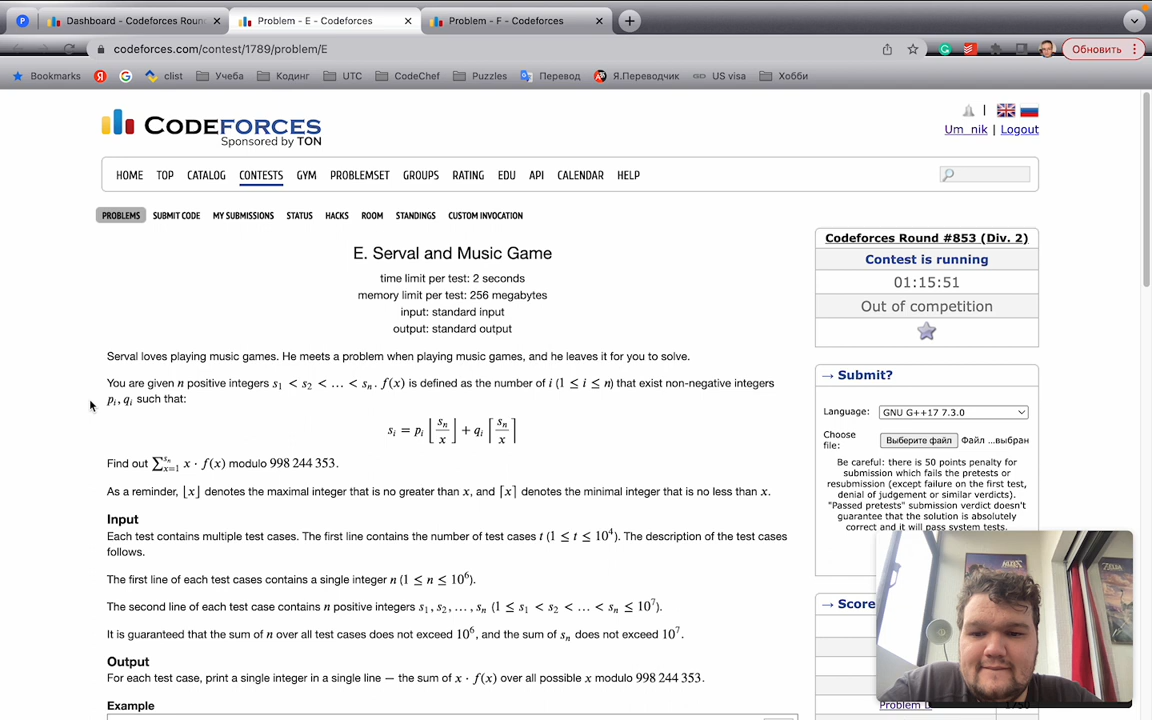 Dashboard - Codeforces Roun
Problem - E - Codeforces
Problem - F - Codeforces
codeforces.com/contest/1789/problem/E
Обновить
Bookmarks
clist
Учеба
Кодинг
UTC
CodeChef
Puzzles
Перевод
Я.Переводчик
US visa
Хобби
CODEFORCES
Sponsored by TON
Um_nik | Logout
HOME TOP CATALOG CONTESTS GYM PROBLEMSET GROUPS RATING EDU API CALENDAR HELP
PROBLEMS SUBMIT CODE MY SUBMISSIONS STATUS HACKS ROOM STANDINGS CUSTOM INVOCATION
E. Serval and Music Game
time limit per test: 2 seconds
memory limit per test: 256 megabytes
input: standard input
output: standard output
Serval loves playing music games. He meets a problem when playing music games, and he leaves it for you to solve.
You are given n positive integers s₁ < s₂ < … < sₙ. f(x) is defined as the number of i (1 ≤ i ≤ n) that exist non-negative integers
pᵢ, qᵢ such that:
sᵢ = pᵢ ⌊sₙ/x⌋ + qᵢ ⌈sₙ/x⌉
Find out ∑ˢⁿₓ₌₁ x · f(x) modulo 998 244 353.
As a reminder, ⌊x⌋ denotes the maximal integer that is no greater than x, and ⌈x⌉ denotes the minimal integer that is no less than x.
Input
Each test contains multiple test cases. The first line contains the number of test cases t (1 ≤ t ≤ 10⁴). The description of the test cases
follows.
The first line of each test cases contains a single integer n (1 ≤ n ≤ 10⁶).
The second line of each test case contains n positive integers s₁, s₂, …, sₙ (1 ≤ s₁ < s₂ < … < sₙ ≤ 10⁷).
It is guaranteed that the sum of n over all test cases does not exceed 10⁶, and the sum of sₙ does not exceed 10⁷.
Output
For each test case, print a single integer in a single line — the sum of x · f(x) over all possible x modulo 998 244 353.
Example
Codeforces Round #853 (Div. 2)
Contest is running
01:15:51
Out of competition
→ Submit?
Language: GNU G++17 7.3.0
Choose
file: Выберите файл Файл ...выбран
Be careful: there is 50 points penalty for
submission which fails the pretests or
resubmission (except failure on the first test,
denial of judgement or similar verdicts).
"Passed pretests" submission verdict doesn't
guarantee that the solution is absolutely
correct and it will pass system tests.
→ Score
Problem